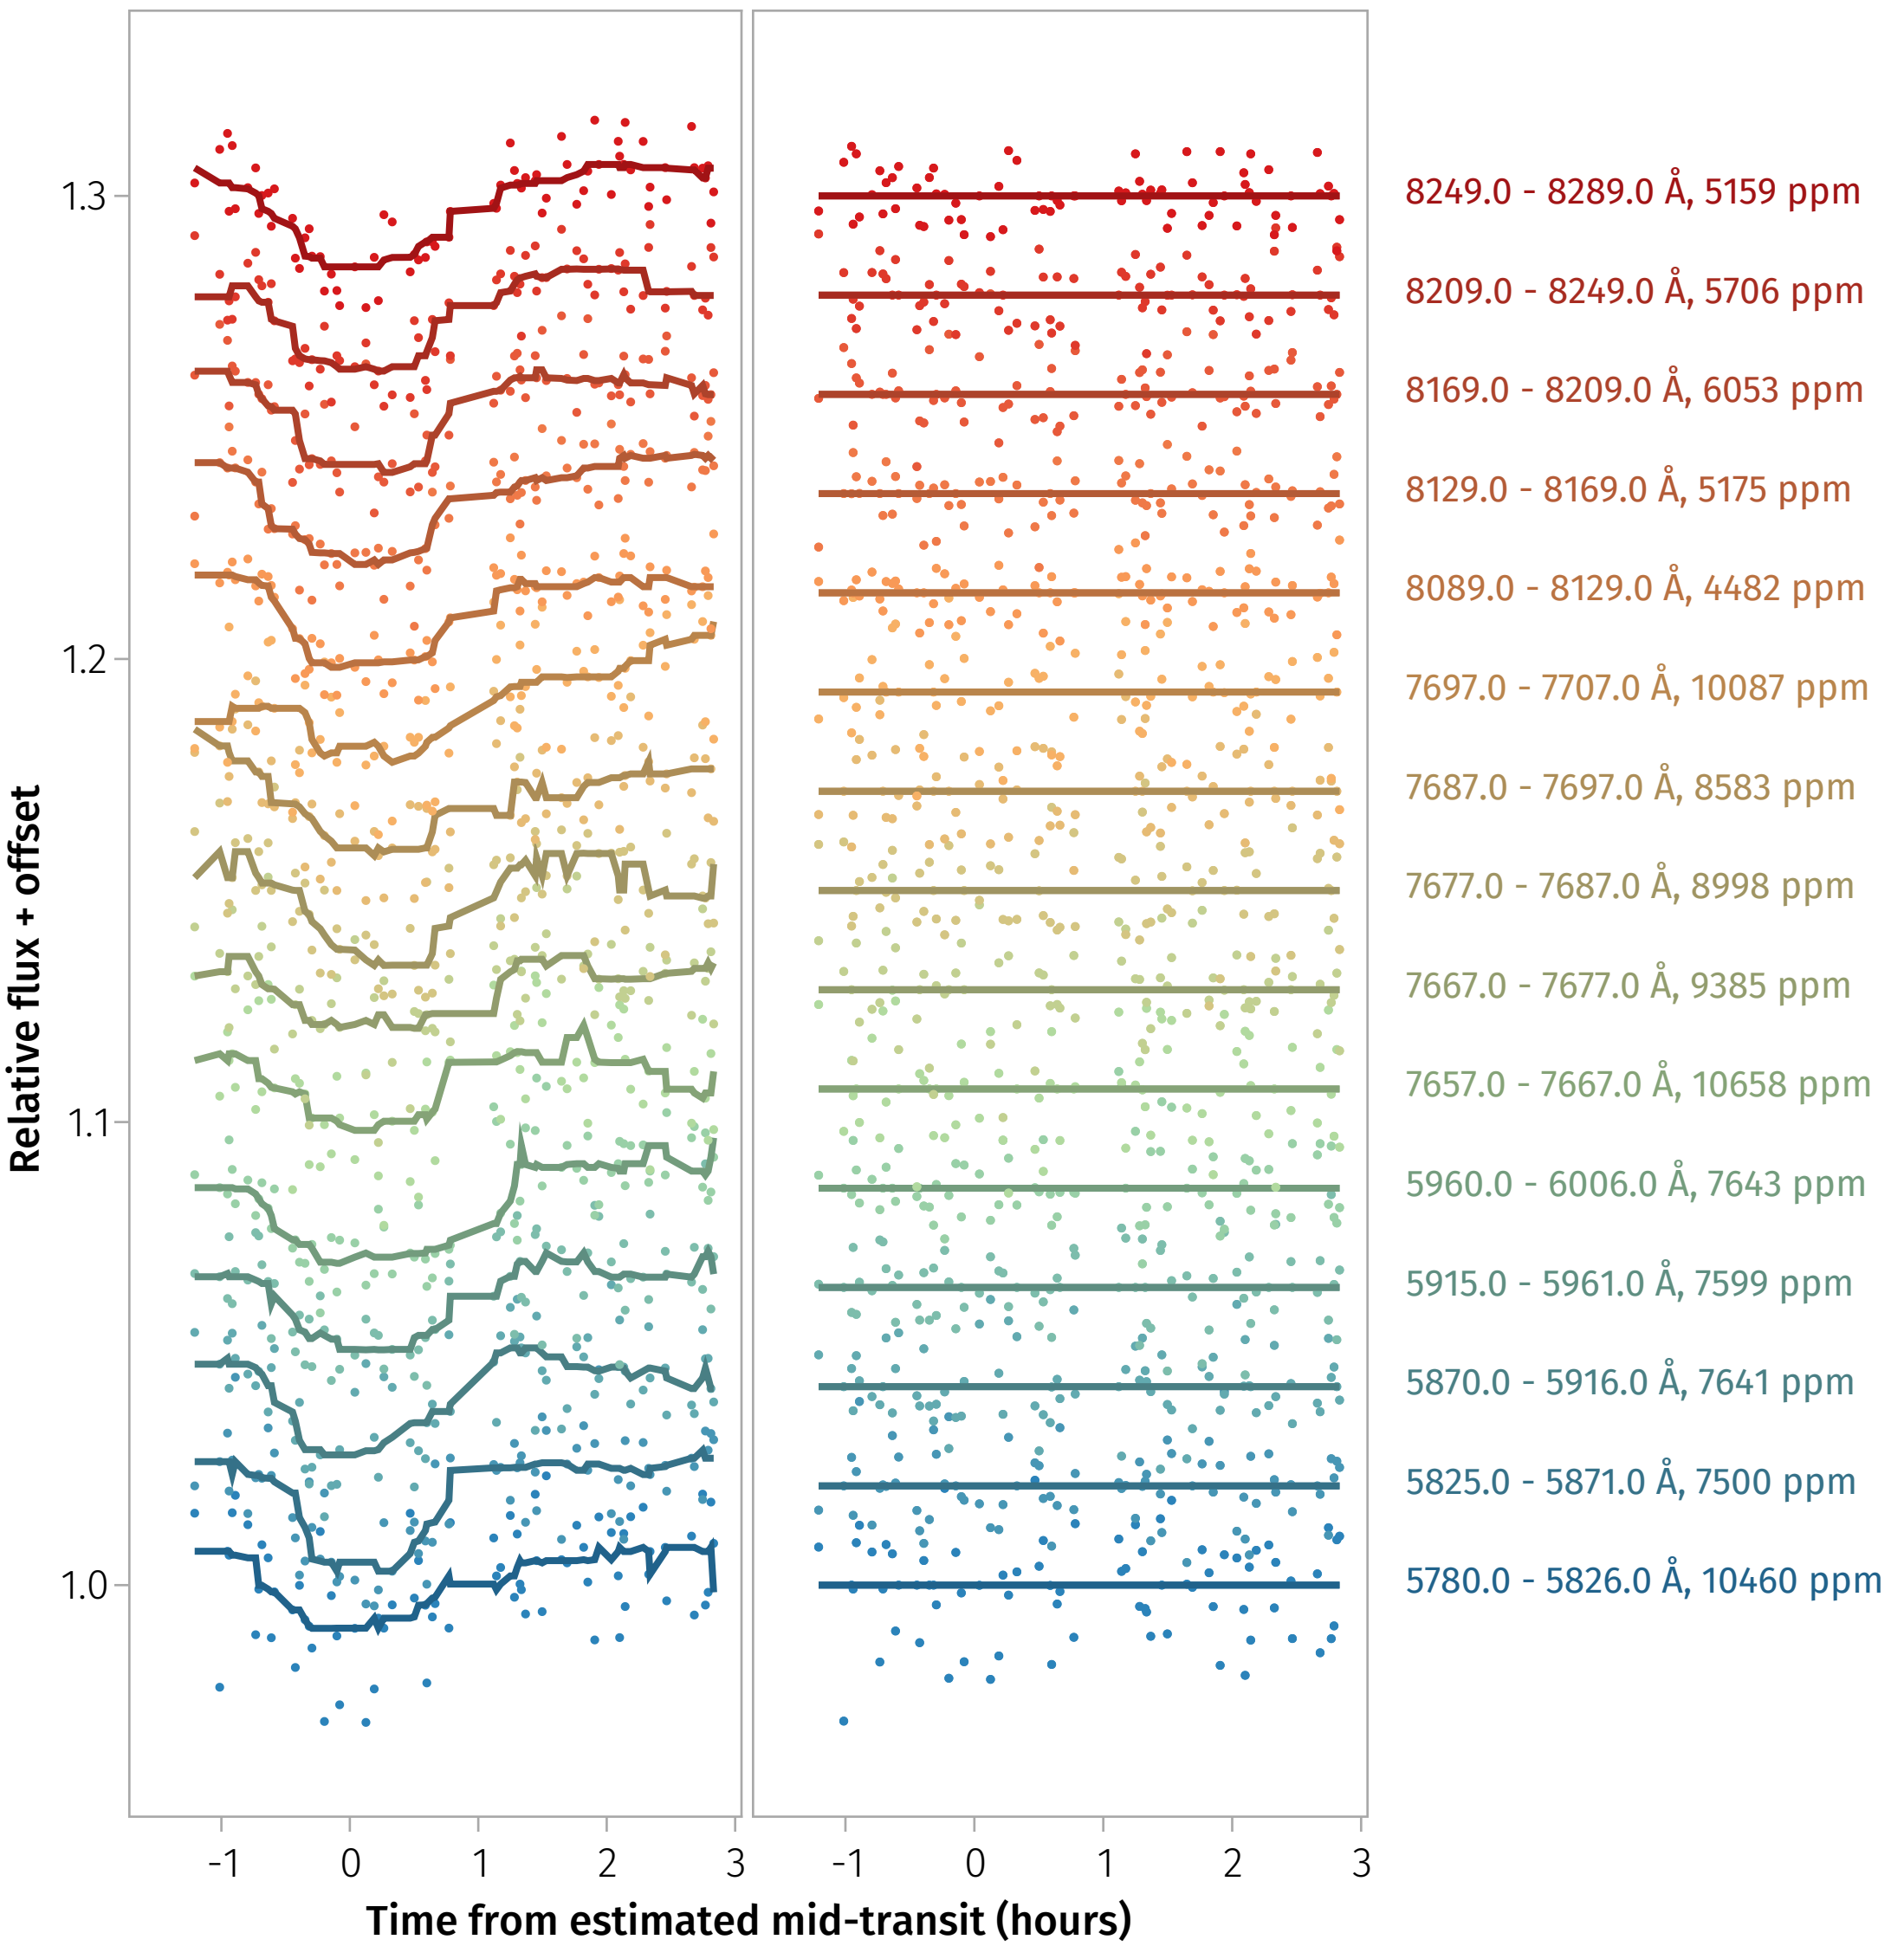 1.3
1.2
1.1
1.0
Relative flux + offset
-1 0 1 2 3
-1 0 1 2 3
Time from estimated mid-transit (hours)
8249.0 - 8289.0 Å, 5159 ppm
8209.0 - 8249.0 Å, 5706 ppm
8169.0 - 8209.0 Å, 6053 ppm
8129.0 - 8169.0 Å, 5175 ppm
8089.0 - 8129.0 Å, 4482 ppm
7697.0 - 7707.0 Å, 10087 ppm
7687.0 - 7697.0 Å, 8583 ppm
7677.0 - 7687.0 Å, 8998 ppm
7667.0 - 7677.0 Å, 9385 ppm
7657.0 - 7667.0 Å, 10658 ppm
5960.0 - 6006.0 Å, 7643 ppm
5915.0 - 5961.0 Å, 7599 ppm
5870.0 - 5916.0 Å, 7641 ppm
5825.0 - 5871.0 Å, 7500 ppm
5780.0 - 5826.0 Å, 10460 ppm